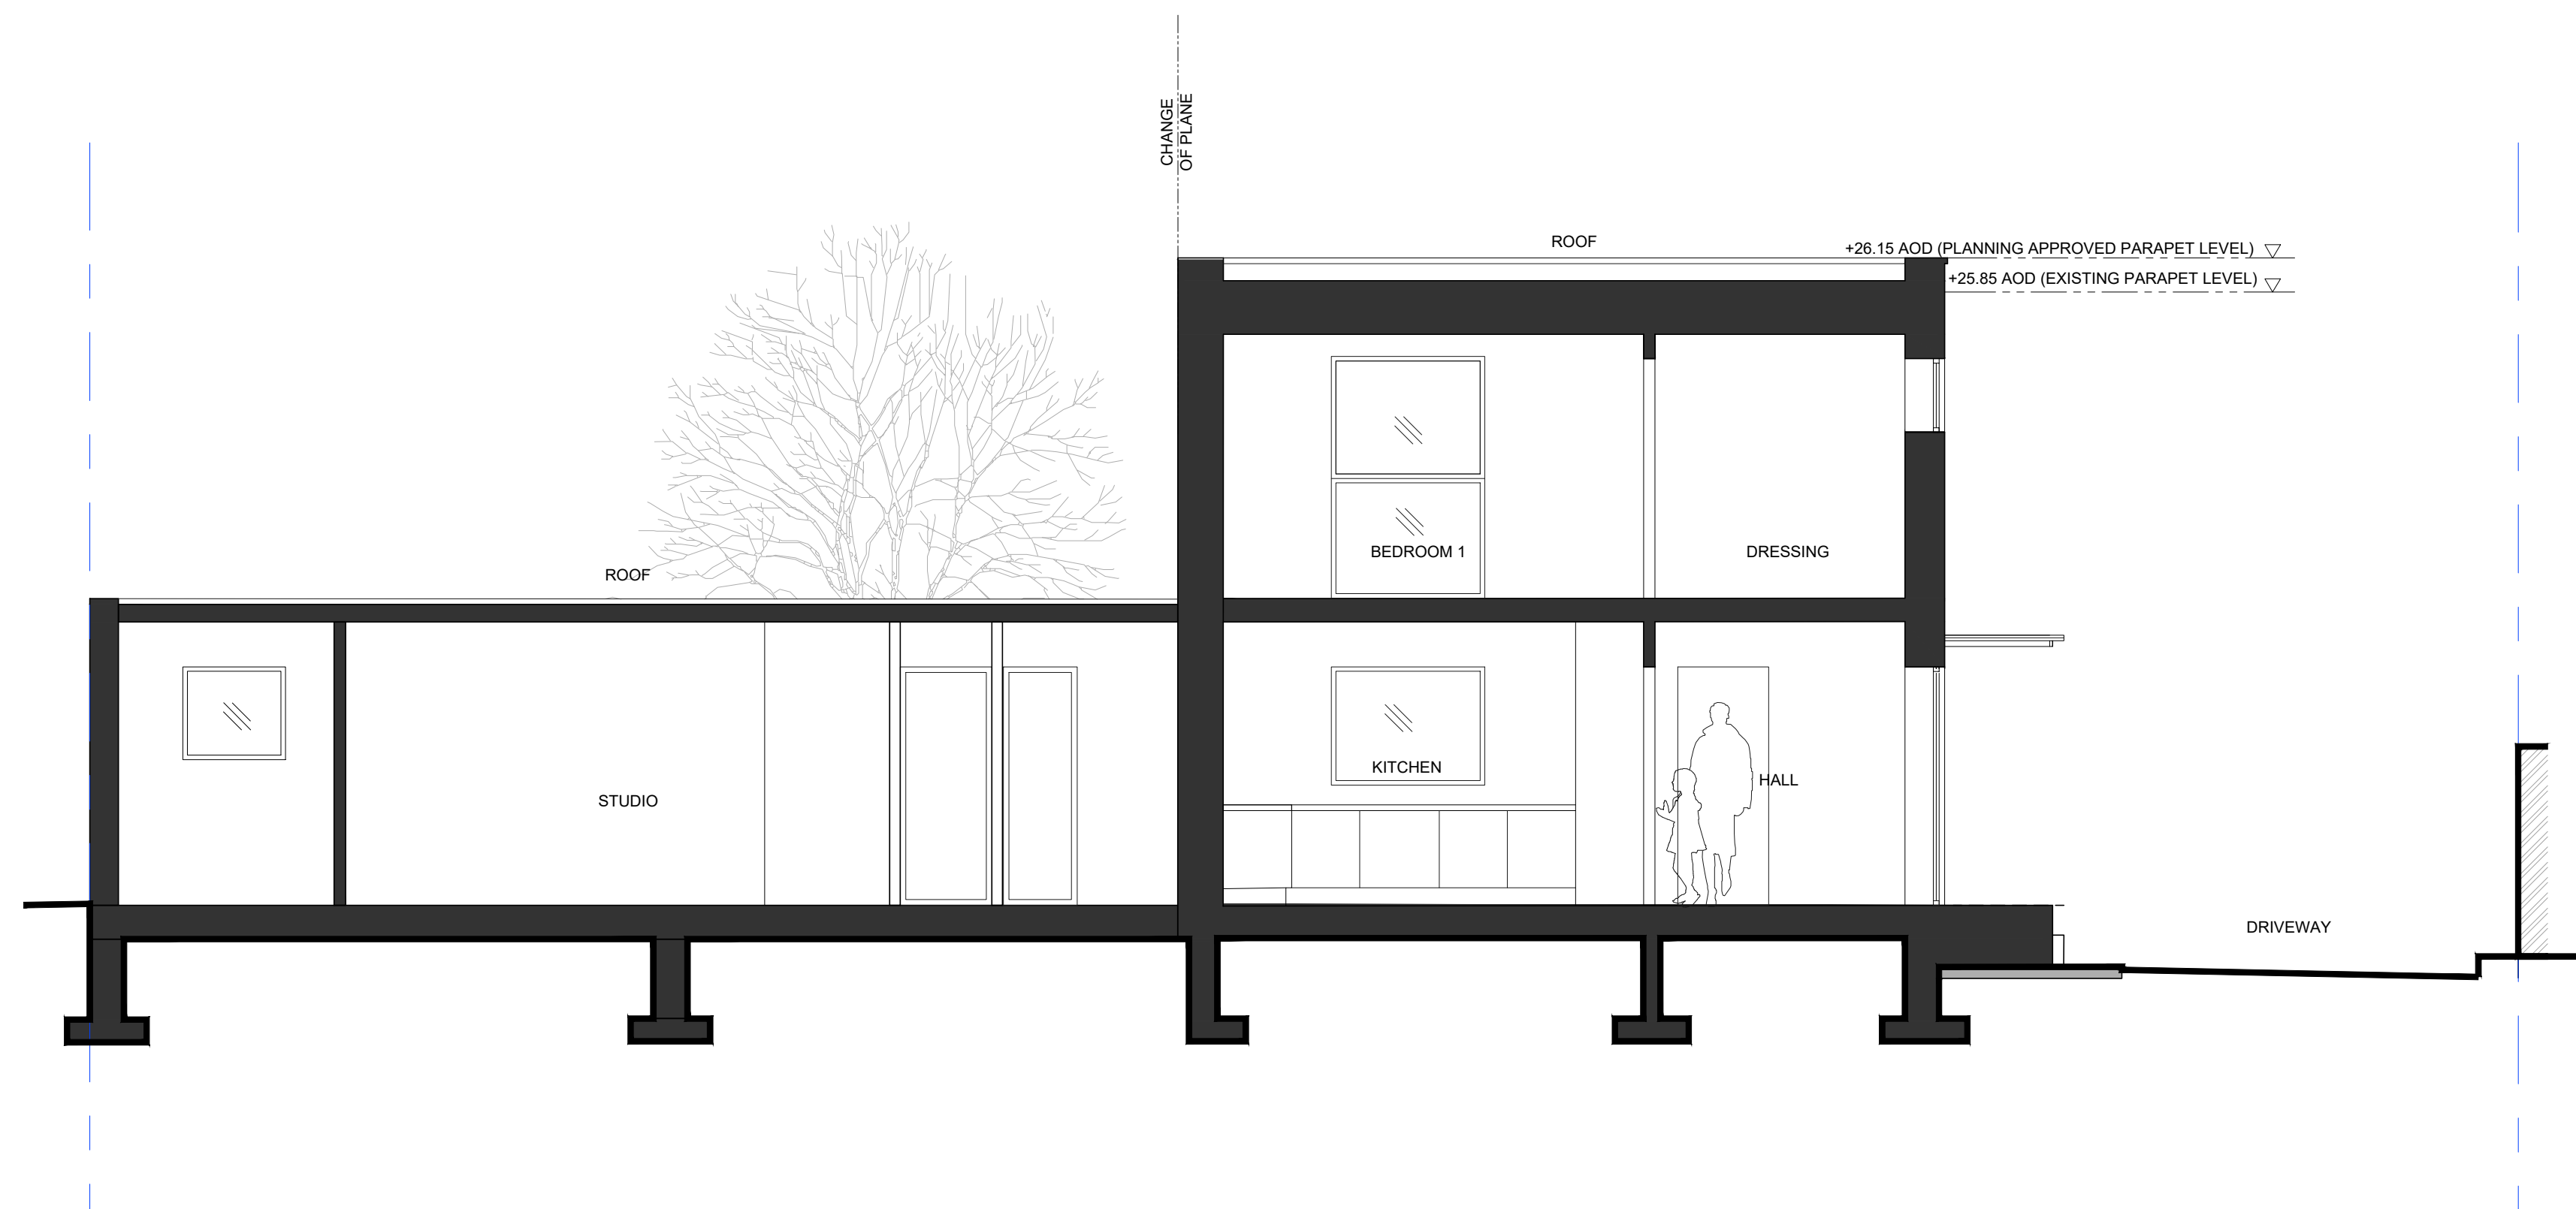 CHANGE
OF PLANE
ROOF
+26.15 AOD (PLANNING APPROVED PARAPET LEVEL)
+25.85 AOD (EXISTING PARAPET LEVEL)
BEDROOM 1
DRESSING
ROOF
KITCHEN
HALL
STUDIO
DRIVEWAY